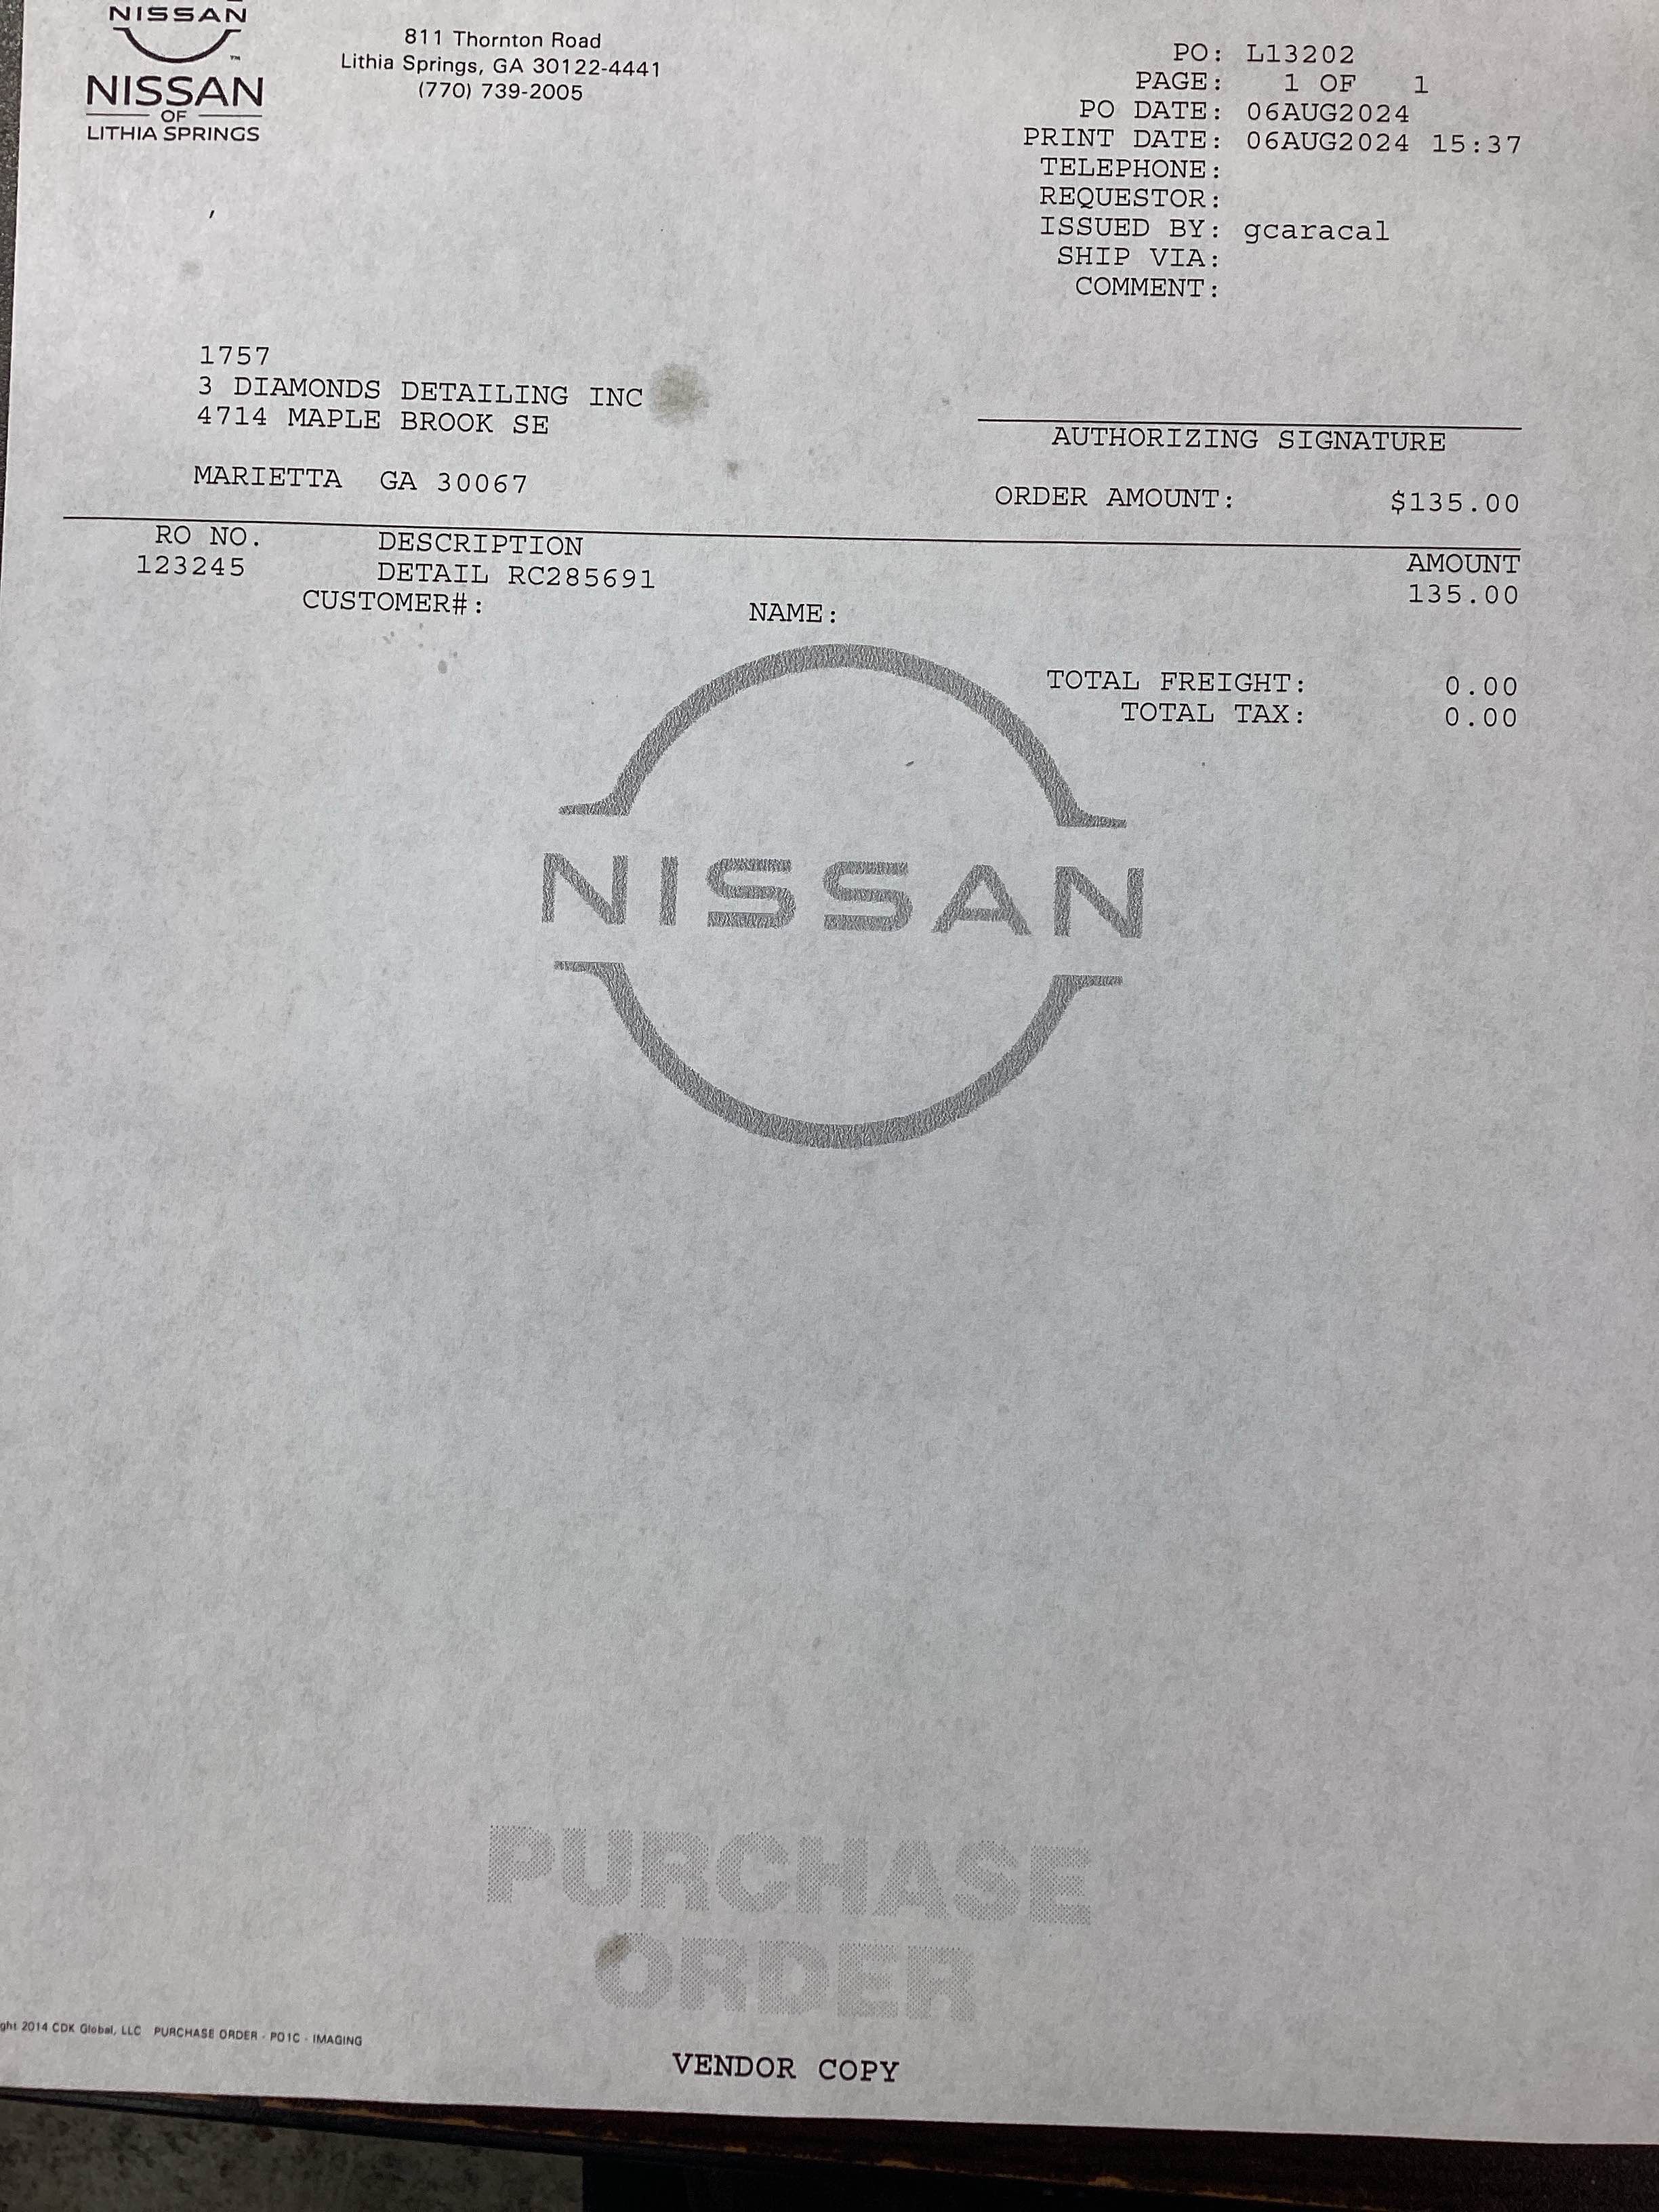 NISSAN
NISSAN
OF
LITHIA SPRINGS
811 Thornton Road
Lithia Springs, GA 30122-4441
(770) 739-2005
PO: L13202
PAGE: 1 OF 1
PO DATE: 06AUG2024
PRINT DATE: 06AUG2024 15:37
TELEPHONE:
REQUESTOR:
ISSUED BY: gcaracal
SHIP VIA:
COMMENT:
,
1757
3 DIAMONDS DETAILING INC
4714 MAPLE BROOK SE
MARIETTA GA 30067
AUTHORIZING SIGNATURE
ORDER AMOUNT: $135.00
RO NO. DESCRIPTION AMOUNT
123245 DETAIL RC285691 135.00
CUSTOMER#: NAME:
TOTAL FREIGHT: 0.00
TOTAL TAX: 0.00
NISSAN
PURCHASE
ORDER
ght 2014 CDK Global, LLC PURCHASE ORDER - PO1C - IMAGING
VENDOR COPY